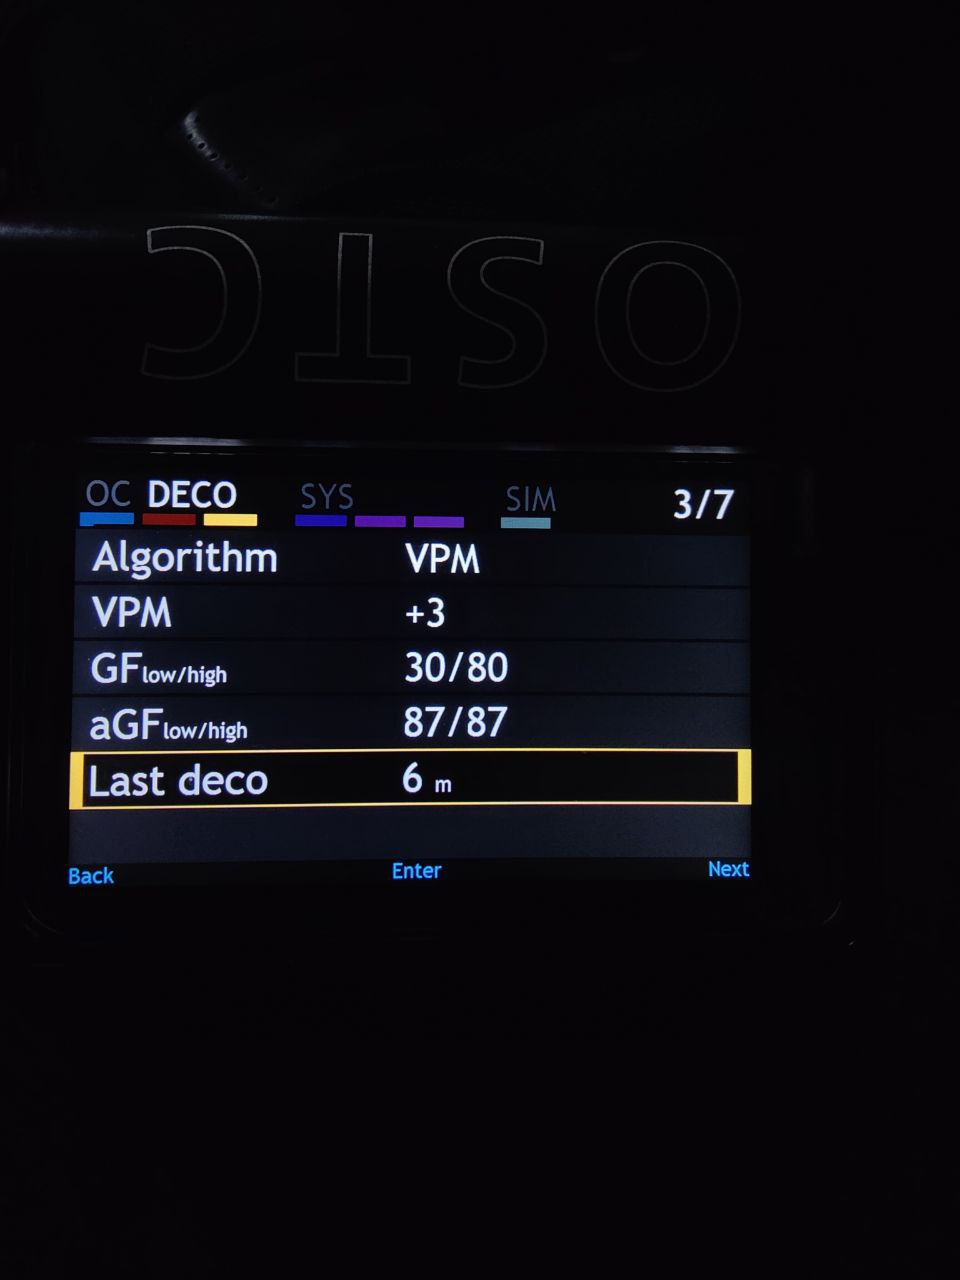 OSTC
OC DECO SYS SIM 3/7
Algorithm VPM
VPM +3
GFlow/high 30/80
aGFlow/high 87/87
Last deco 6 m
Back Enter Next